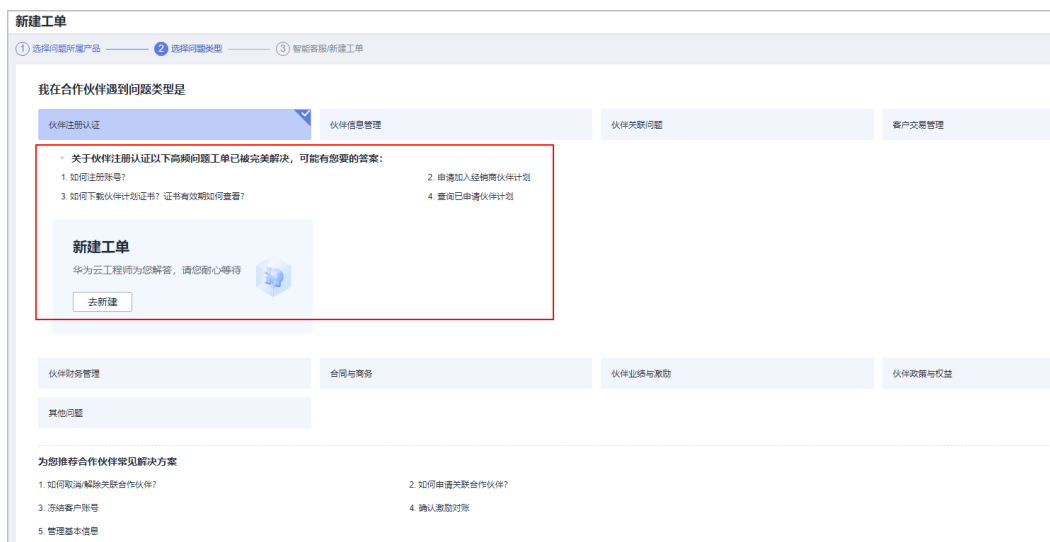 新建工单
1 选择问题所属产品 2 选择问题类型 3 智能客服/新建工单
我在合作伙伴遇到问题类型是
伙伴注册认证 伙伴信息管理 伙伴关联问题 客户交易管理
关于伙伴注册认证以下高频问题工单已被完美解决，可能有您要的答案：
1. 如何注册账号？ 2. 申请加入经销商伙伴计划
3. 如何下载伙伴计划证书？证书有效期如何查看？ 4. 查询已申请伙伴计划
新建工单
华为云工程师为您解答，请您耐心等待
去新建
伙伴财务管理 合同与商务 伙伴业绩与激励 伙伴政策与权益
其他问题
为您推荐合作伙伴常见解决方案
1. 如何取消/解除关联合作伙伴？ 2. 如何申请关联合作伙伴？
3. 冻结客户账号 4. 确认激励对账
5. 管理基本信息